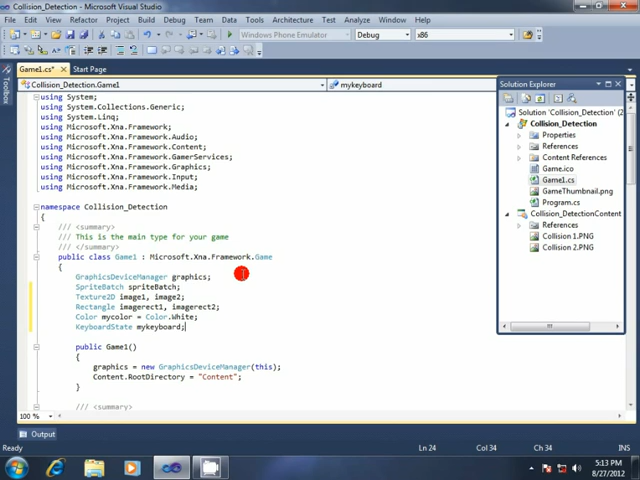 Collision_Detection - Microsoft Visual Studio
File Edit View Refactor Project Build Debug Team Data Tools Architecture Test Analyze Window Help
Windows Phone Emulator Debug x86
Game1.cs* Start Page
Collision_Detection.Game1 mykeyboard
Toolbox
using System;
using System.Collections.Generic;
using System.Linq;
using Microsoft.Xna.Framework;
using Microsoft.Xna.Framework.Audio;
using Microsoft.Xna.Framework.Content;
using Microsoft.Xna.Framework.GamerServices;
using Microsoft.Xna.Framework.Graphics;
using Microsoft.Xna.Framework.Input;
using Microsoft.Xna.Framework.Media;
namespace Collision_Detection
{
/// <summary>
/// This is the main type for your game
/// </summary>
public class Game1 : Microsoft.Xna.Framework.Game
{
GraphicsDeviceManager graphics;
SpriteBatch spriteBatch;
Texture2D image1, image2;
Rectangle imagerect1, imagerect2;
Color mycolor = Color.White;
KeyboardState mykeyboard;
public Game1()
{
graphics = new GraphicsDeviceManager(this);
Content.RootDirectory = "Content";
}
/// <summary>
100 %
Solution Explorer
Solution 'Collision_Detection' (2
Collision_Detection
Properties
References
Content References
Game.ico
Game1.cs
GameThumbnail.png
Program.cs
Collision_DetectionContent
References
Collision 1.PNG
Collision 2.PNG
Output
Ready Ln 24 Col 34 Ch 34 INS
5:13 PM
8/27/2012